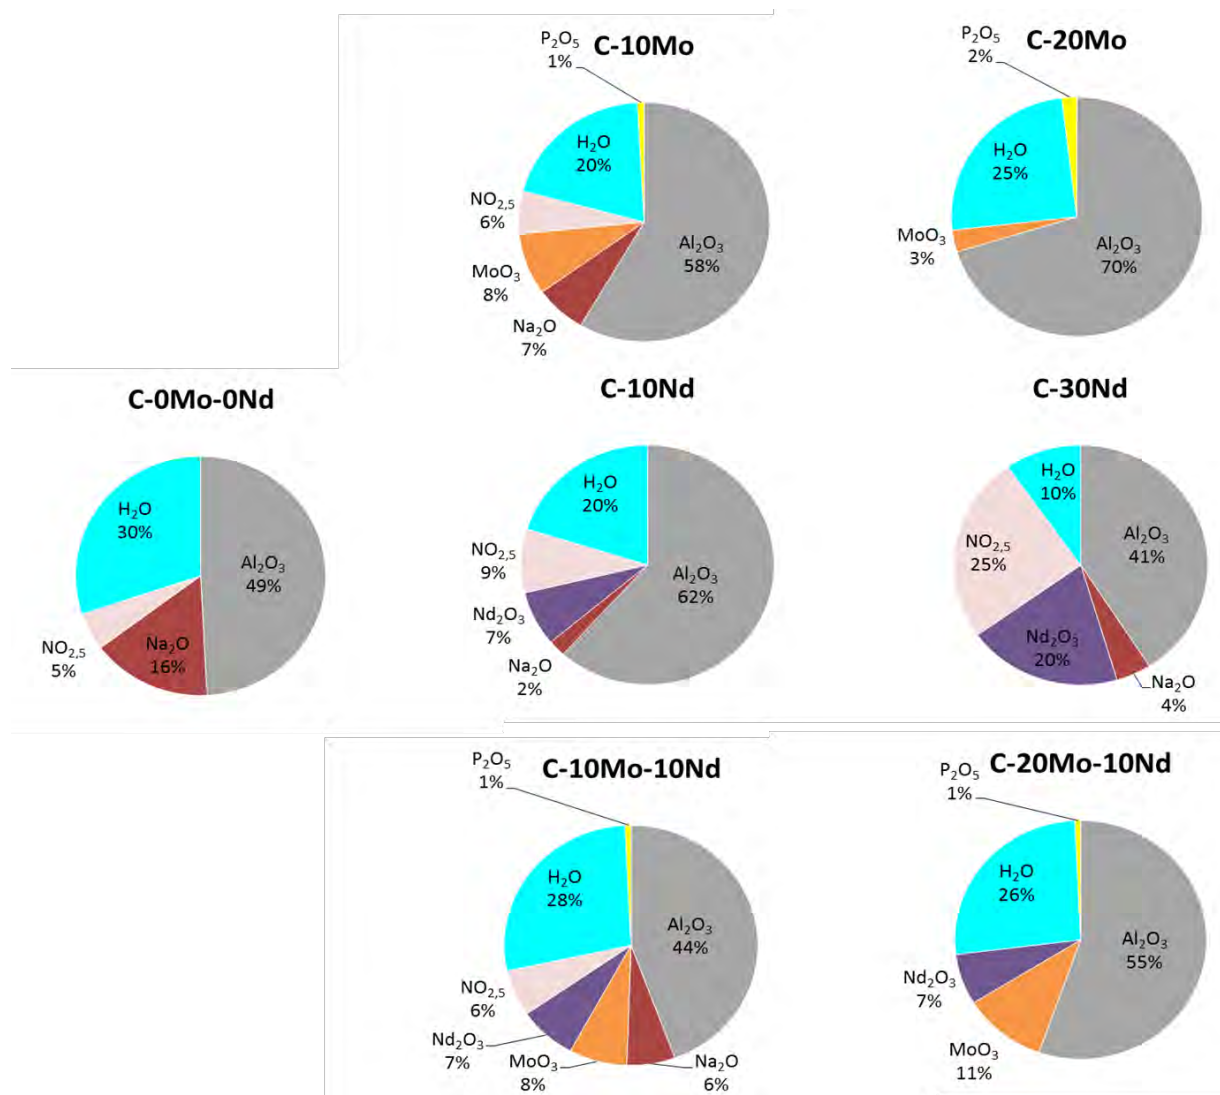 C-10Mo
P₂O₅
1%
H₂O
20%
NO₂,₅
6%
Al₂O₃
58%
MoO₃
8%
Na₂O
7%
C-20Mo
P₂O₅
2%
H₂O
25%
MoO₃
3%
Al₂O₃
70%
C-0Mo-0Nd
H₂O
30%
Al₂O₃
49%
NO₂,₅
5%
Na₂O
16%
C-10Nd
H₂O
20%
NO₂,₅
9%
Al₂O₃
62%
Nd₂O₃
7%
Na₂O
2%
C-30Nd
H₂O
10%
Al₂O₃
41%
NO₂,₅
25%
Nd₂O₃
20%
Na₂O
4%
C-10Mo-10Nd
P₂O₅
1%
H₂O
28%
Al₂O₃
44%
NO₂,₅
6%
Nd₂O₃
7%
MoO₃
8%
Na₂O
6%
C-20Mo-10Nd
P₂O₅
1%
H₂O
26%
Al₂O₃
55%
Nd₂O₃
7%
MoO₃
11%